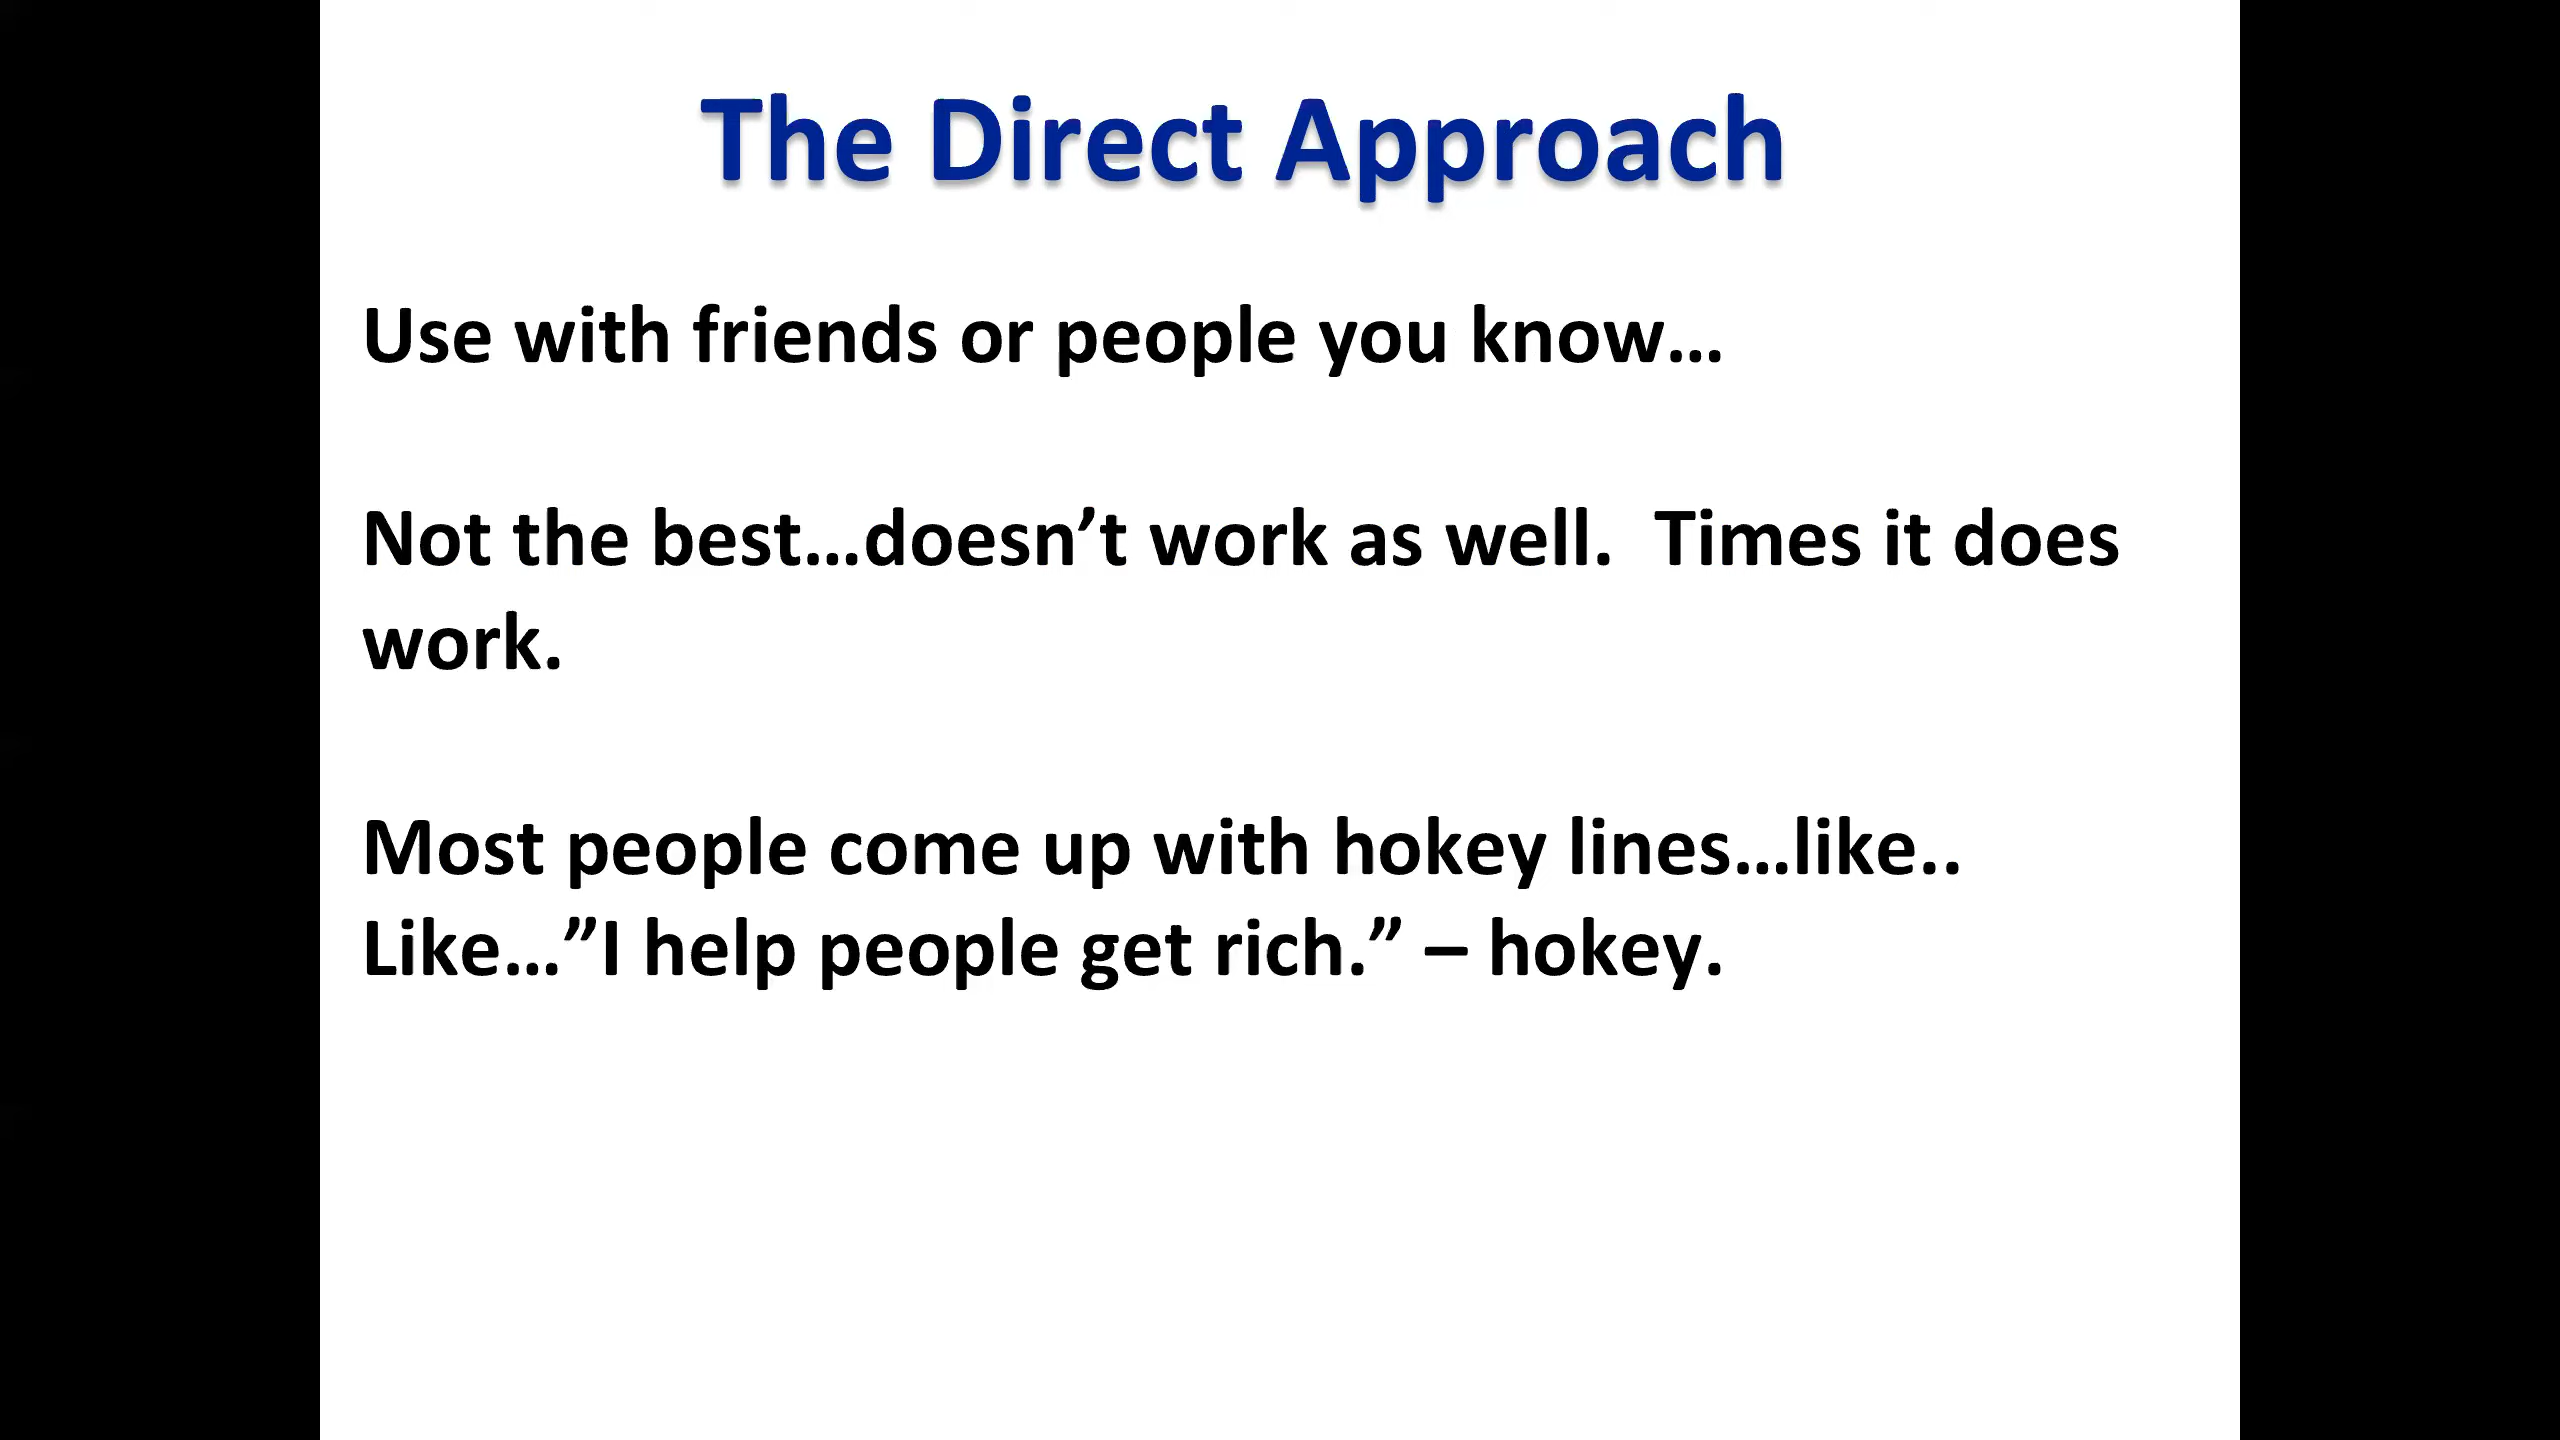 The Direct Approach
Use with friends or people you know...
Not the best...doesn’t work as well.  Times it does
work.
Most people come up with hokey lines...like..
Like...”I help people get rich.” – hokey.